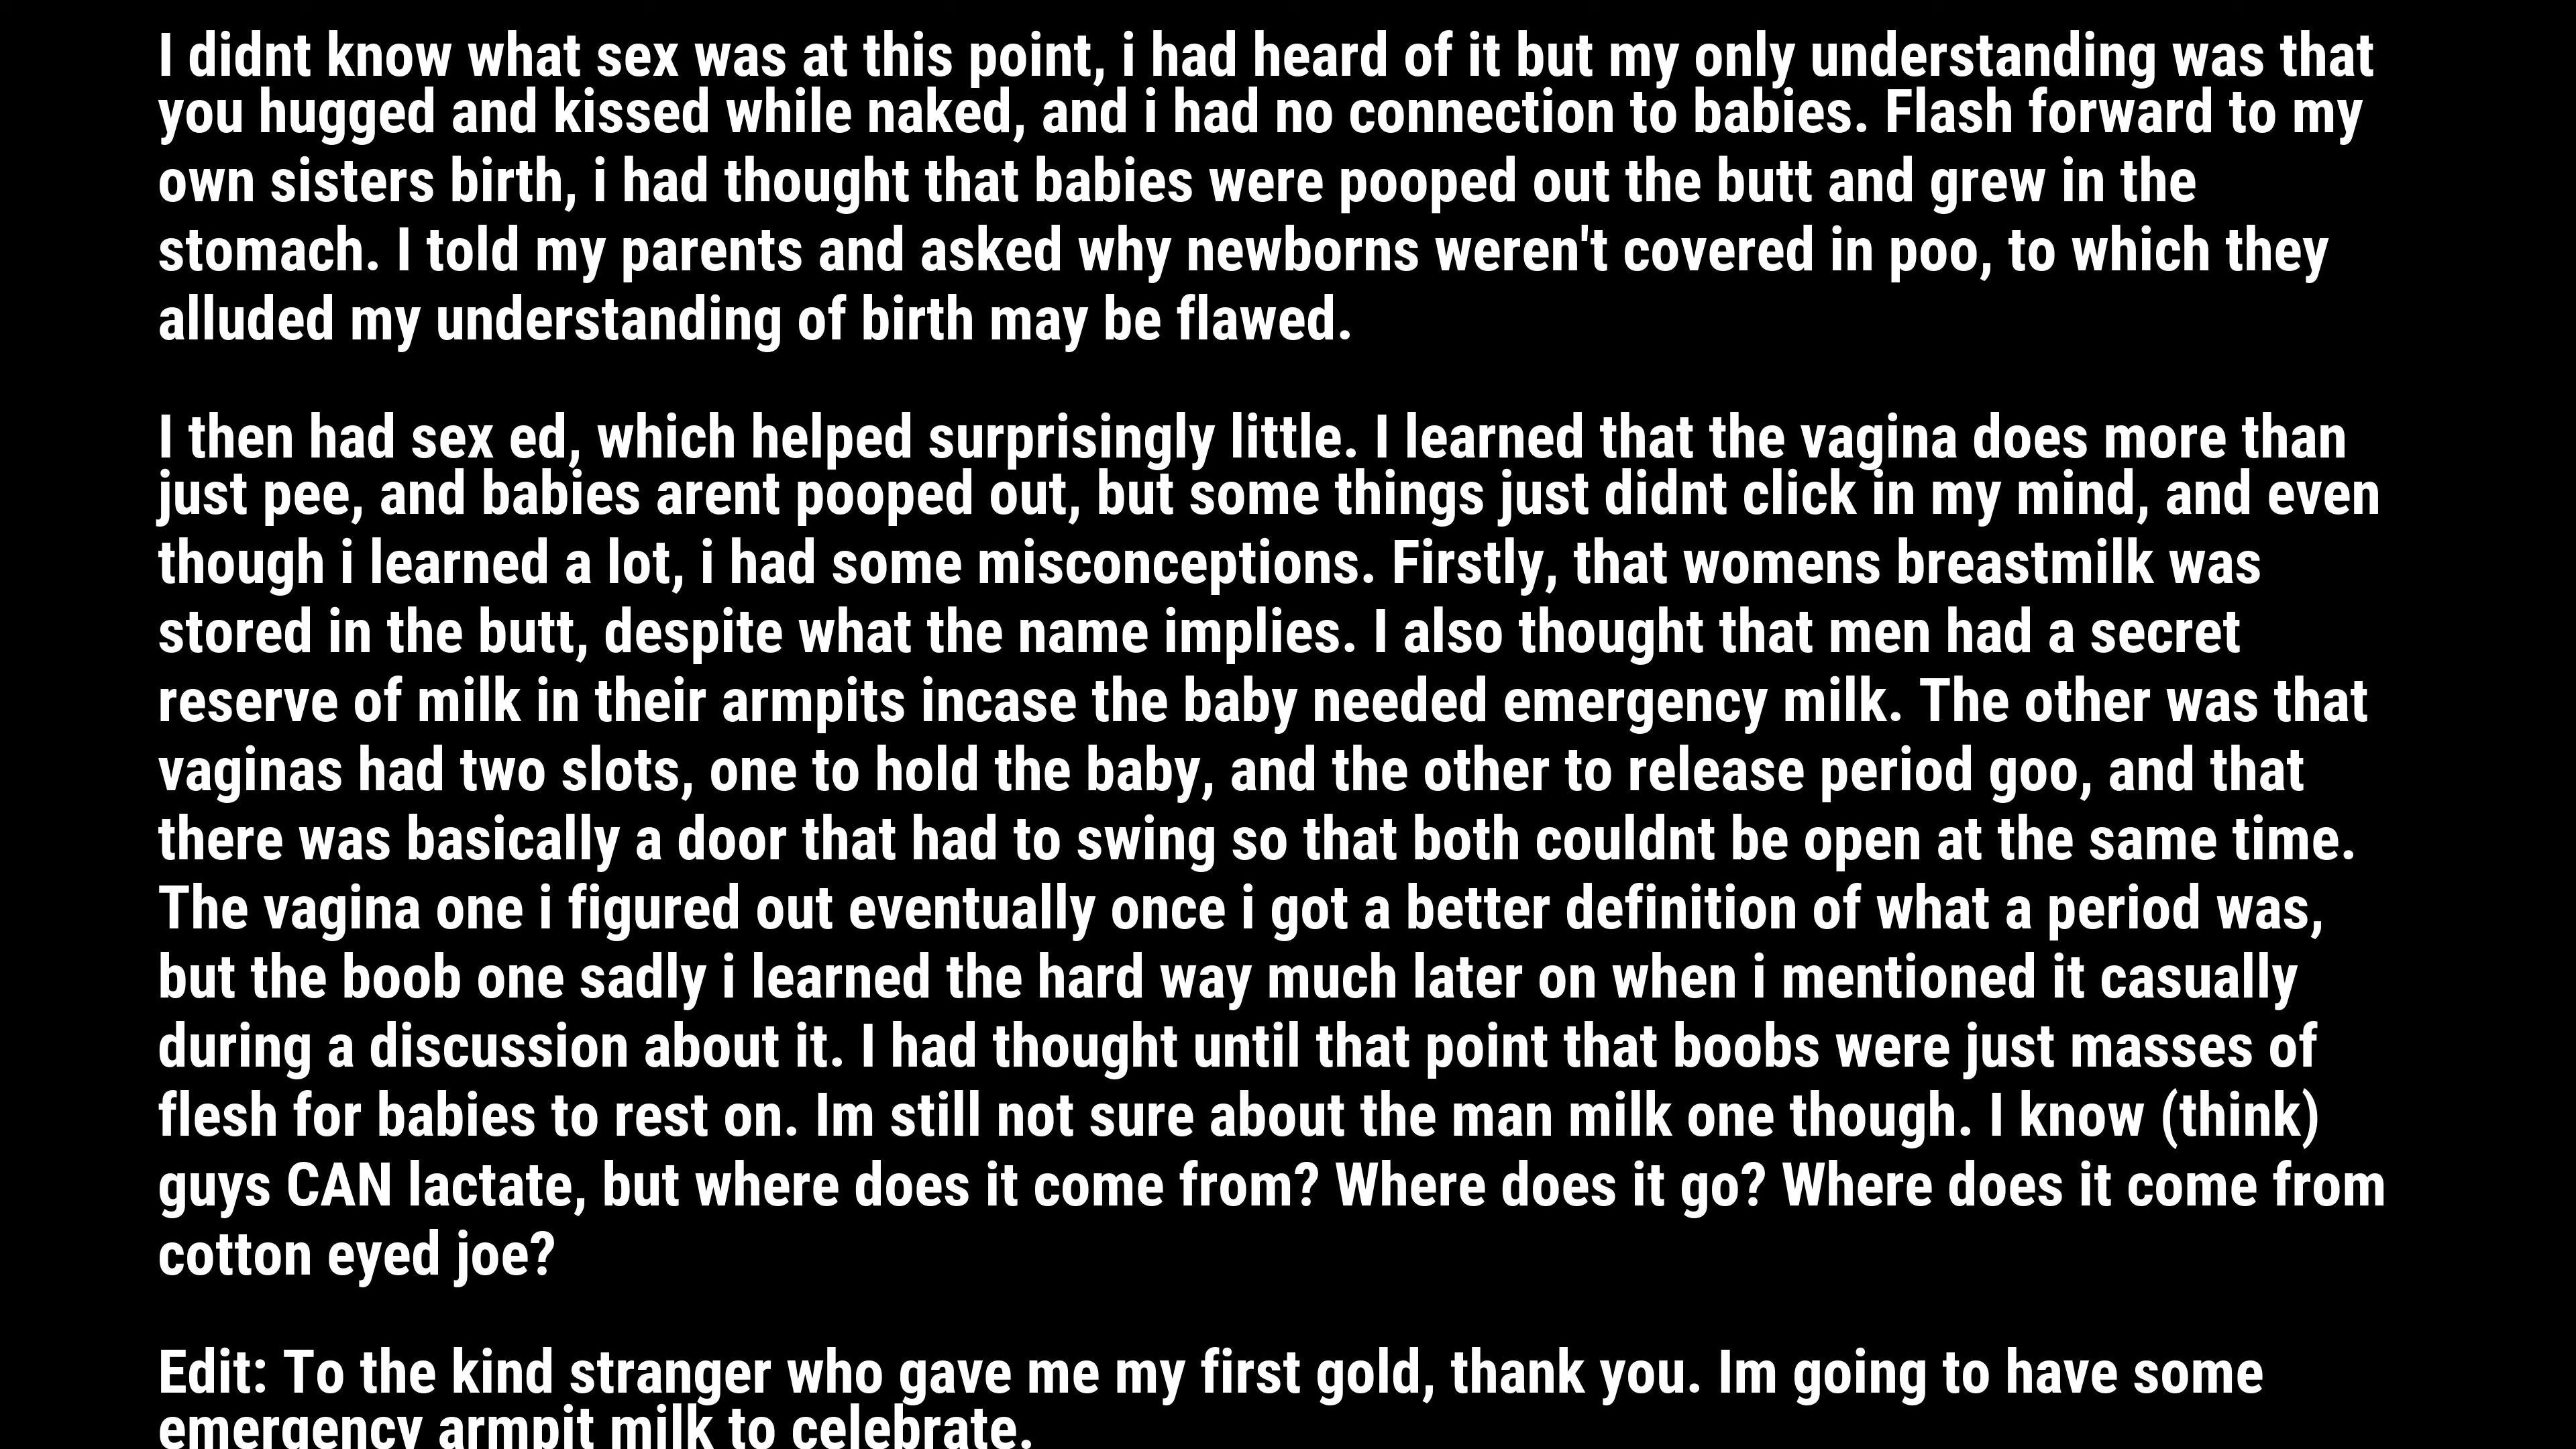 I didnt know what sex was at this point, i had heard of it but my only understanding was that
you hugged and kissed while naked, and i had no connection to babies. Flash forward to my
own sisters birth, i had thought that babies were pooped out the butt and grew in the
stomach. I told my parents and asked why newborns weren't covered in poo, to which they
alluded my understanding of birth may be flawed.
I then had sex ed, which helped surprisingly little. I learned that the vagina does more than
just pee, and babies arent pooped out, but some things just didnt click in my mind, and even
though i learned a lot, i had some misconceptions. Firstly, that womens breastmilk was
stored in the butt, despite what the name implies. I also thought that men had a secret
reserve of milk in their armpits incase the baby needed emergency milk. The other was that
vaginas had two slots, one to hold the baby, and the other to release period goo, and that
there was basically a door that had to swing so that both couldnt be open at the same time.
The vagina one i figured out eventually once i got a better definition of what a period was,
but the boob one sadly i learned the hard way much later on when i mentioned it casually
during a discussion about it. I had thought until that point that boobs were just masses of
flesh for babies to rest on. Im still not sure about the man milk one though. I know (think)
guys CAN lactate, but where does it come from? Where does it go? Where does it come from
cotton eyed joe?
Edit: To the kind stranger who gave me my first gold, thank you. Im going to have some
emergency armpit milk to celebrate.